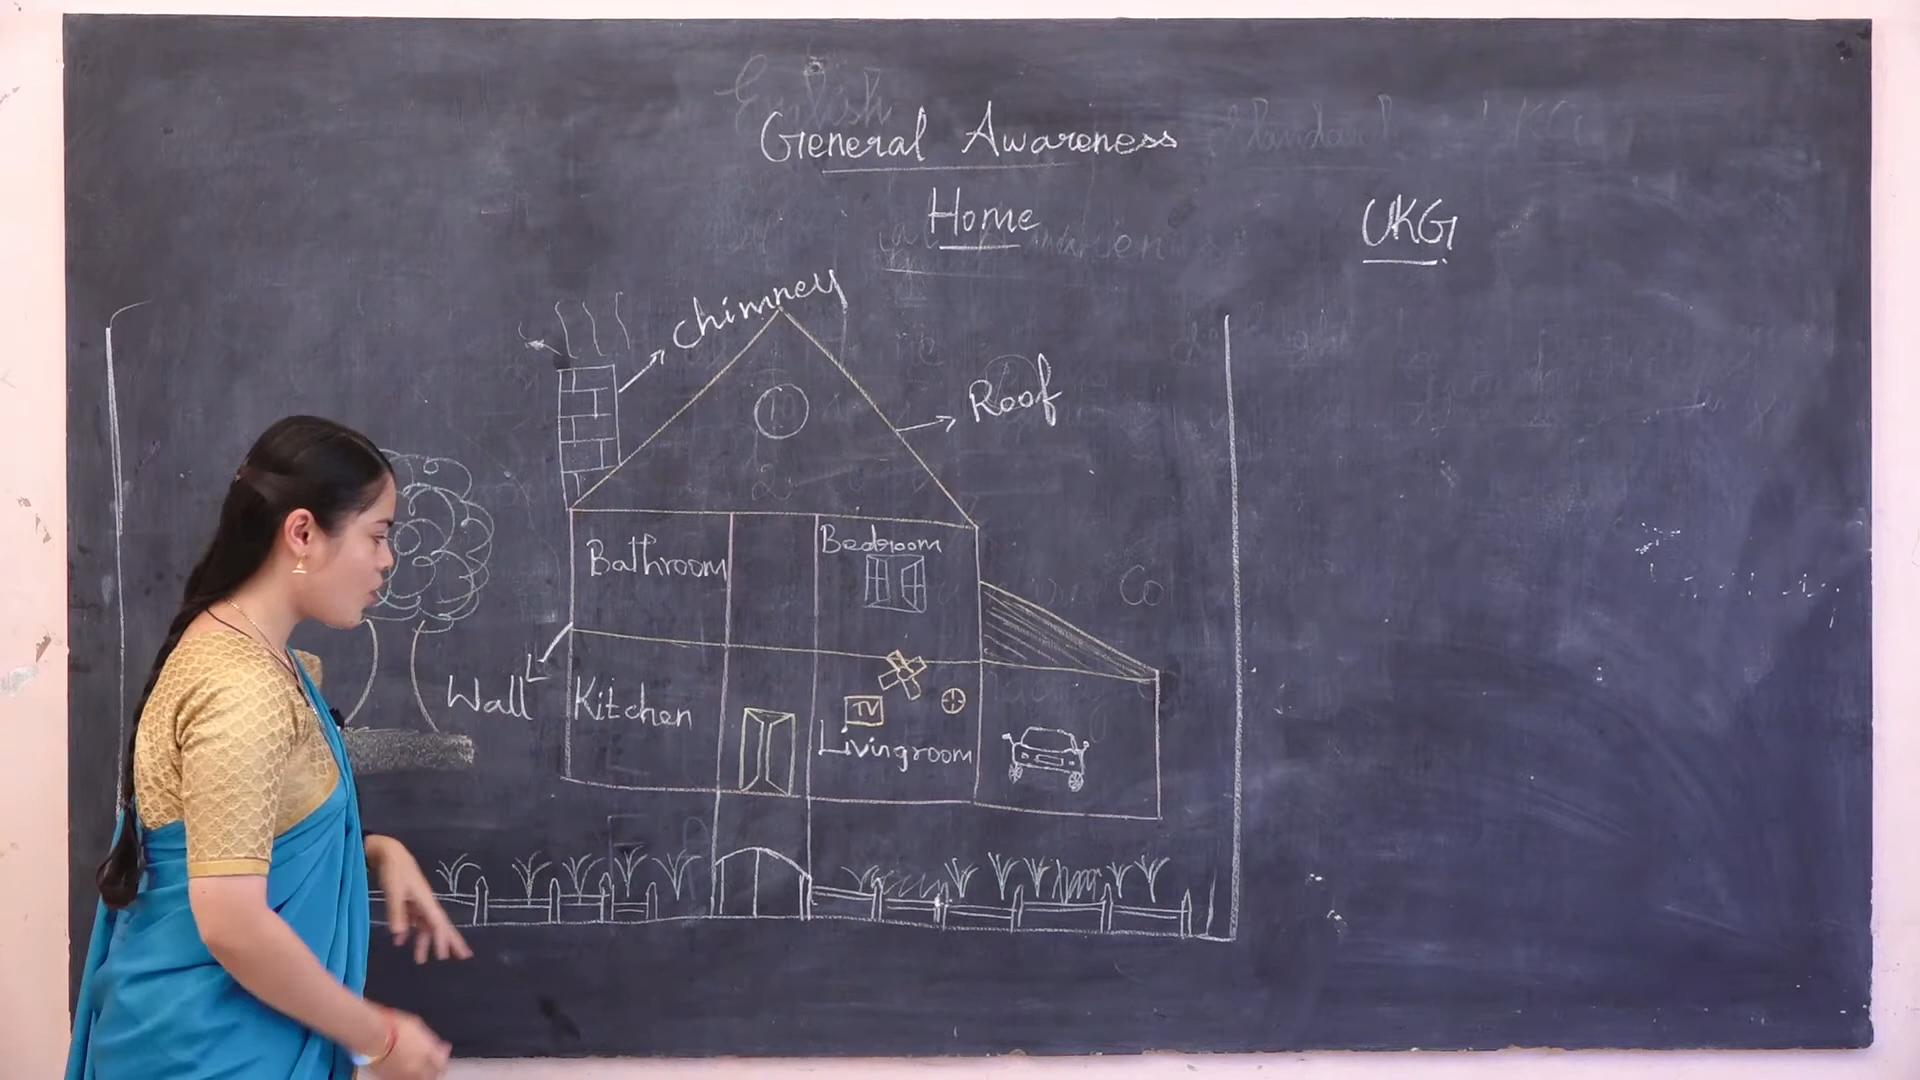 General Awareness
Home
UKG
chimney
Roof
Bathroom
Bedroom
Wall
Kitchen
TV
Livingroom